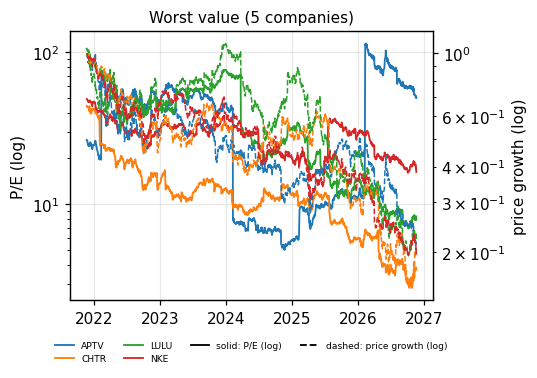 Worst value (5 companies)
10²
10¹
P/E (log)
10⁰
6 × 10⁻¹
4 × 10⁻¹
3 × 10⁻¹
2 × 10⁻¹
price growth (log)
2022 2023 2024 2025 2026 2027
APTV LULU solid: P/E (log) dashed: price growth (log)
CHTR NKE